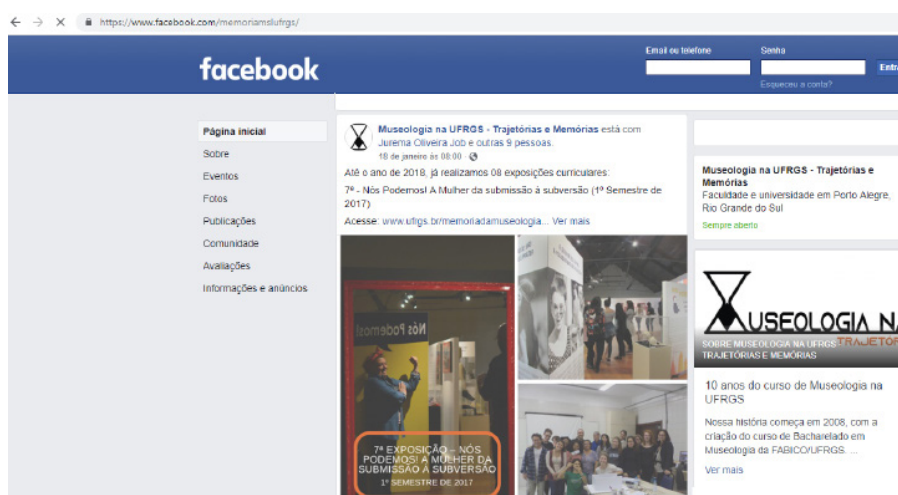 https://www.facebook.com/memoriamslufrgs/
facebook
Email ou telefone
Senha
Entra
Esqueceu a conta?
Página inicial
Sobre
Eventos
Fotos
Publicações
Comunidade
Avaliações
Informações e anúncios
Museologia na UFRGS - Trajetórias e Memórias está com
Jurema Oliveira Job e outras 9 pessoas.
18 de janeiro às 08:00
Até o ano de 2018, já realizamos 08 exposições curriculares:
7ª - Nós Podemos! A Mulher da submissão à subversão (1º Semestre de
2017)
Acesse: www.ufrgs.br/memoriadamuseologia... Ver mais
Nós Podemos!
7ª EXPOSIÇÃO – NÓS
PODEMOS! A MULHER DA
SUBMISSÃO À SUBVERSÃO
1º SEMESTRE DE 2017
Museologia na UFRGS - Trajetórias e
Memórias
Faculdade e universidade em Porto Alegre,
Rio Grande do Sul
Sempre aberto
MUSEOLOGIA NA
TRAJETÓR
SOBRE MUSEOLOGIA NA UFRGS -
TRAJETÓRIAS E MEMÓRIAS
10 anos do curso de Museologia na
UFRGS
Nossa história começa em 2008, com a
criação do curso de Bacharelado em
Museologia da FABICO/UFRGS. ...
Ver mais